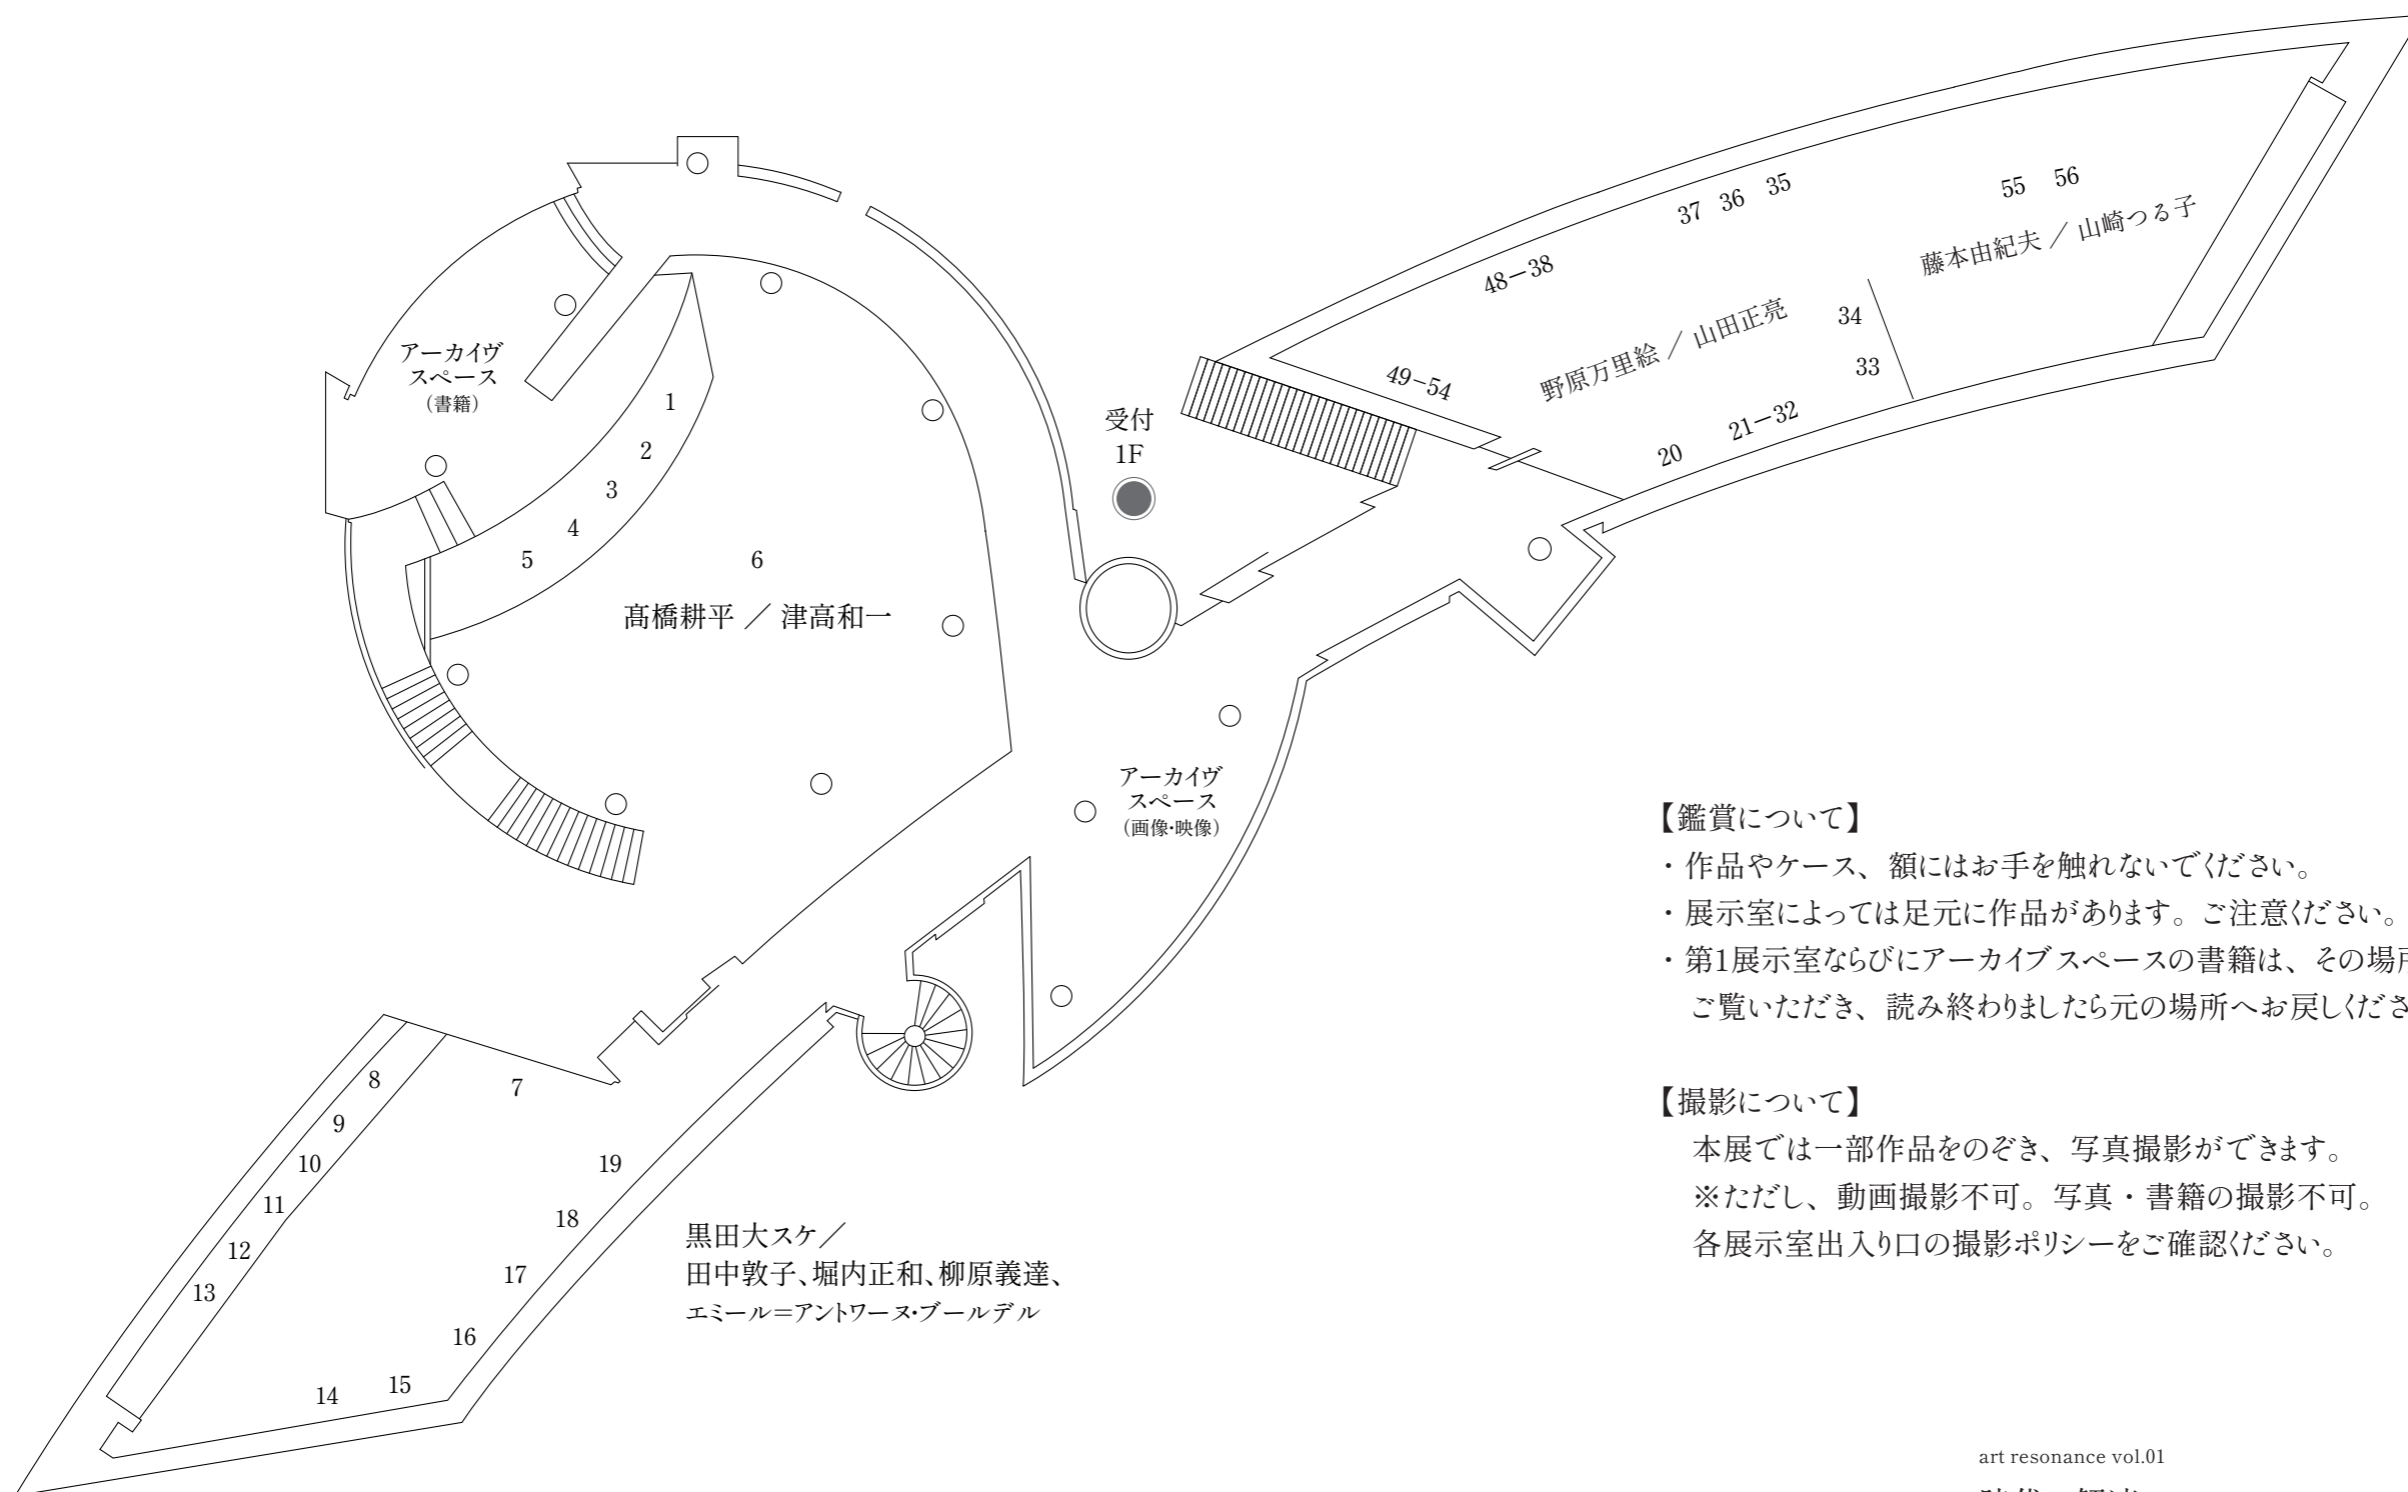 アーカイヴ
スペース
（書籍）
1
2
3
4
5
6
髙橋耕平 ／ 津高和一
受付
1F
37 36 35
48－38
49－54
野原万里絵 ／ 山田正亮
34
33
21－32
20
55 56
藤本由紀夫 ／ 山崎つる子
アーカイヴ
スペース
（画像・映像）
7
8
9
10
11
12
13
14
15
16
17
18
19
黒田大スケ／
田中敦子、堀内正和、柳原義達、
エミール＝アントワーヌ・ブールデル
【鑑賞について】
・作品やケース、額にはお手を触れないでください。
・展示室によっては足元に作品があります。ご注意ください。
・第1展示室ならびにアーカイブスペースの書籍は、その場
ご覧いただき、読み終わりましたら元の場所へお戻しくだ
【撮影について】
本展では一部作品をのぞき、写真撮影ができます。
※ただし、動画撮影不可。写真・書籍の撮影不可。
各展示室出入り口の撮影ポリシーをご確認ください。
art resonance vol.01